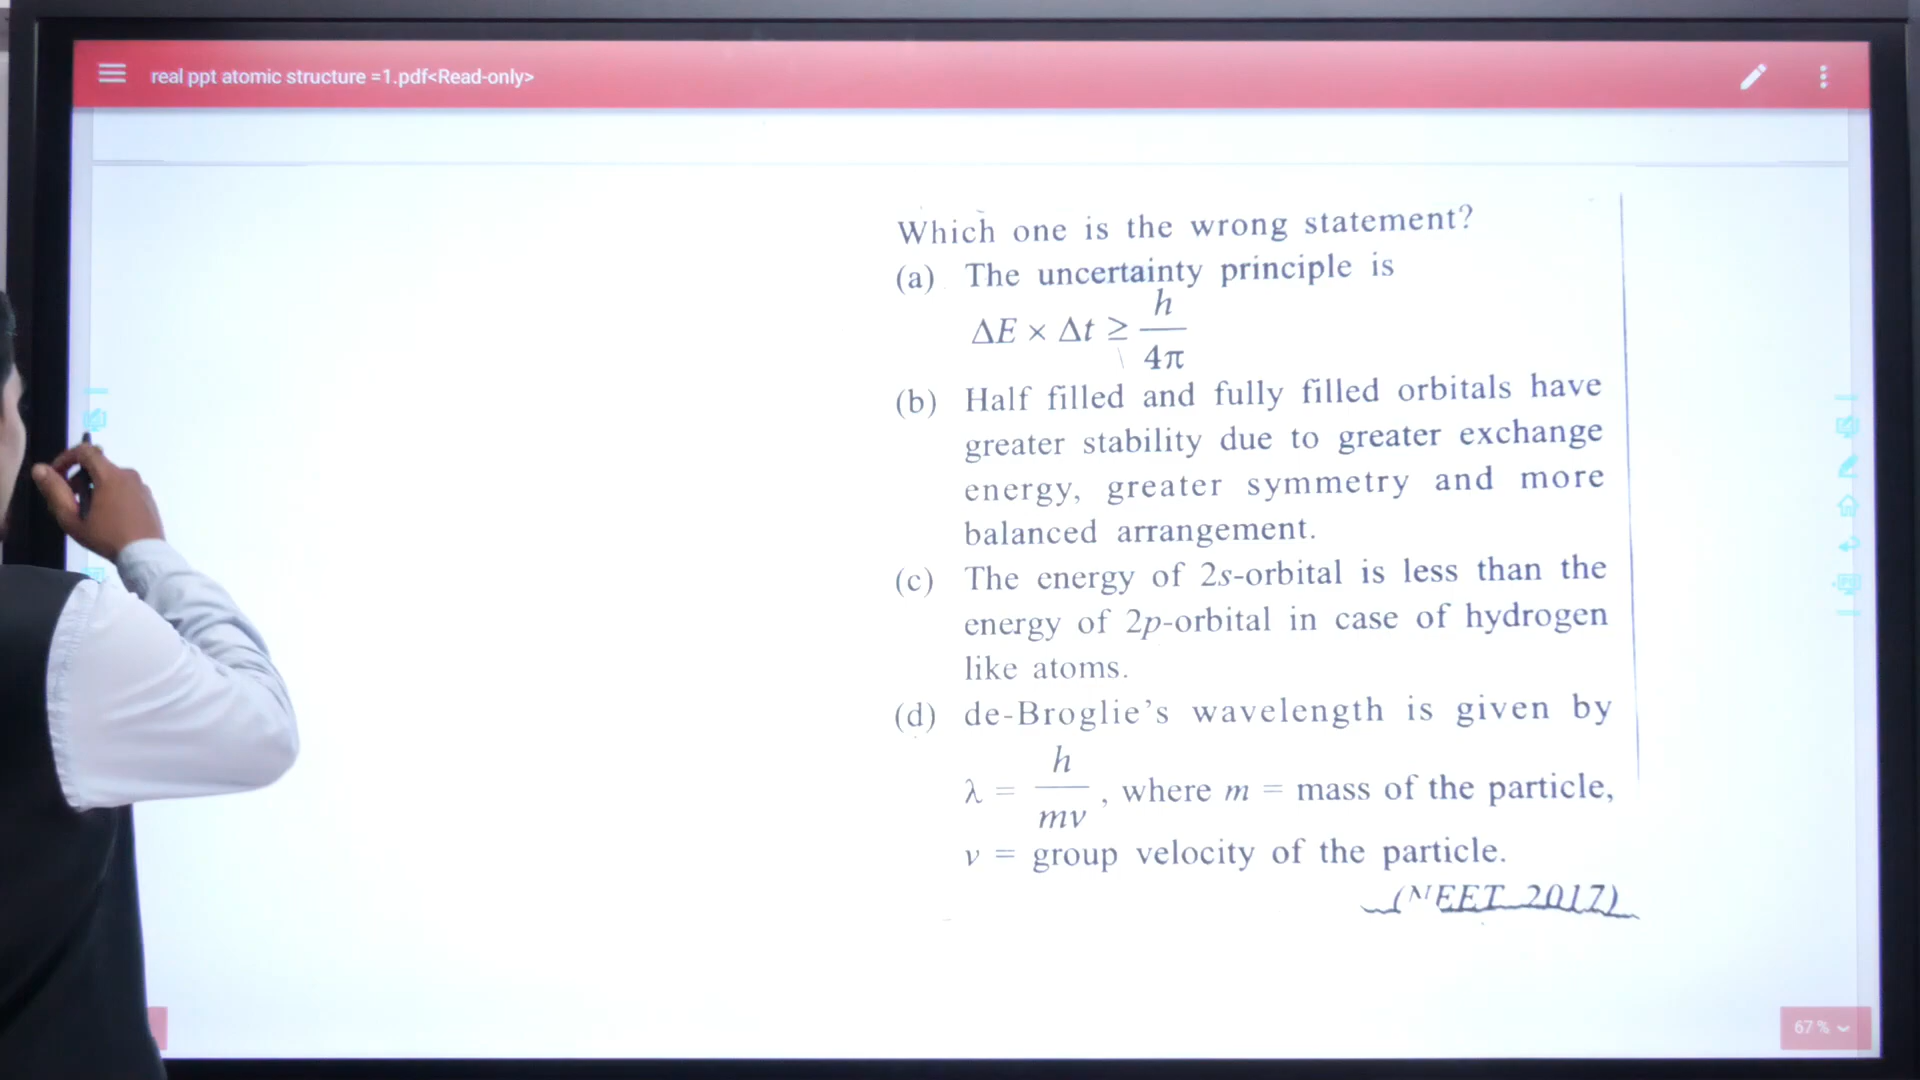 real ppt atomic structure =1.pdf<Read-only>
Which one is the wrong statement?
(a) The uncertainty principle is
ΔE × Δt ≥ h/4π
(b) Half filled and fully filled orbitals have
greater stability due to greater exchange
energy, greater symmetry and more
balanced arrangement.
(c) The energy of 2s-orbital is less than the
energy of 2p-orbital in case of hydrogen
like atoms.
(d) de-Broglie's wavelength is given by
λ = h/mv, where m = mass of the particle,
v = group velocity of the particle.
(NEET 2017)
67%